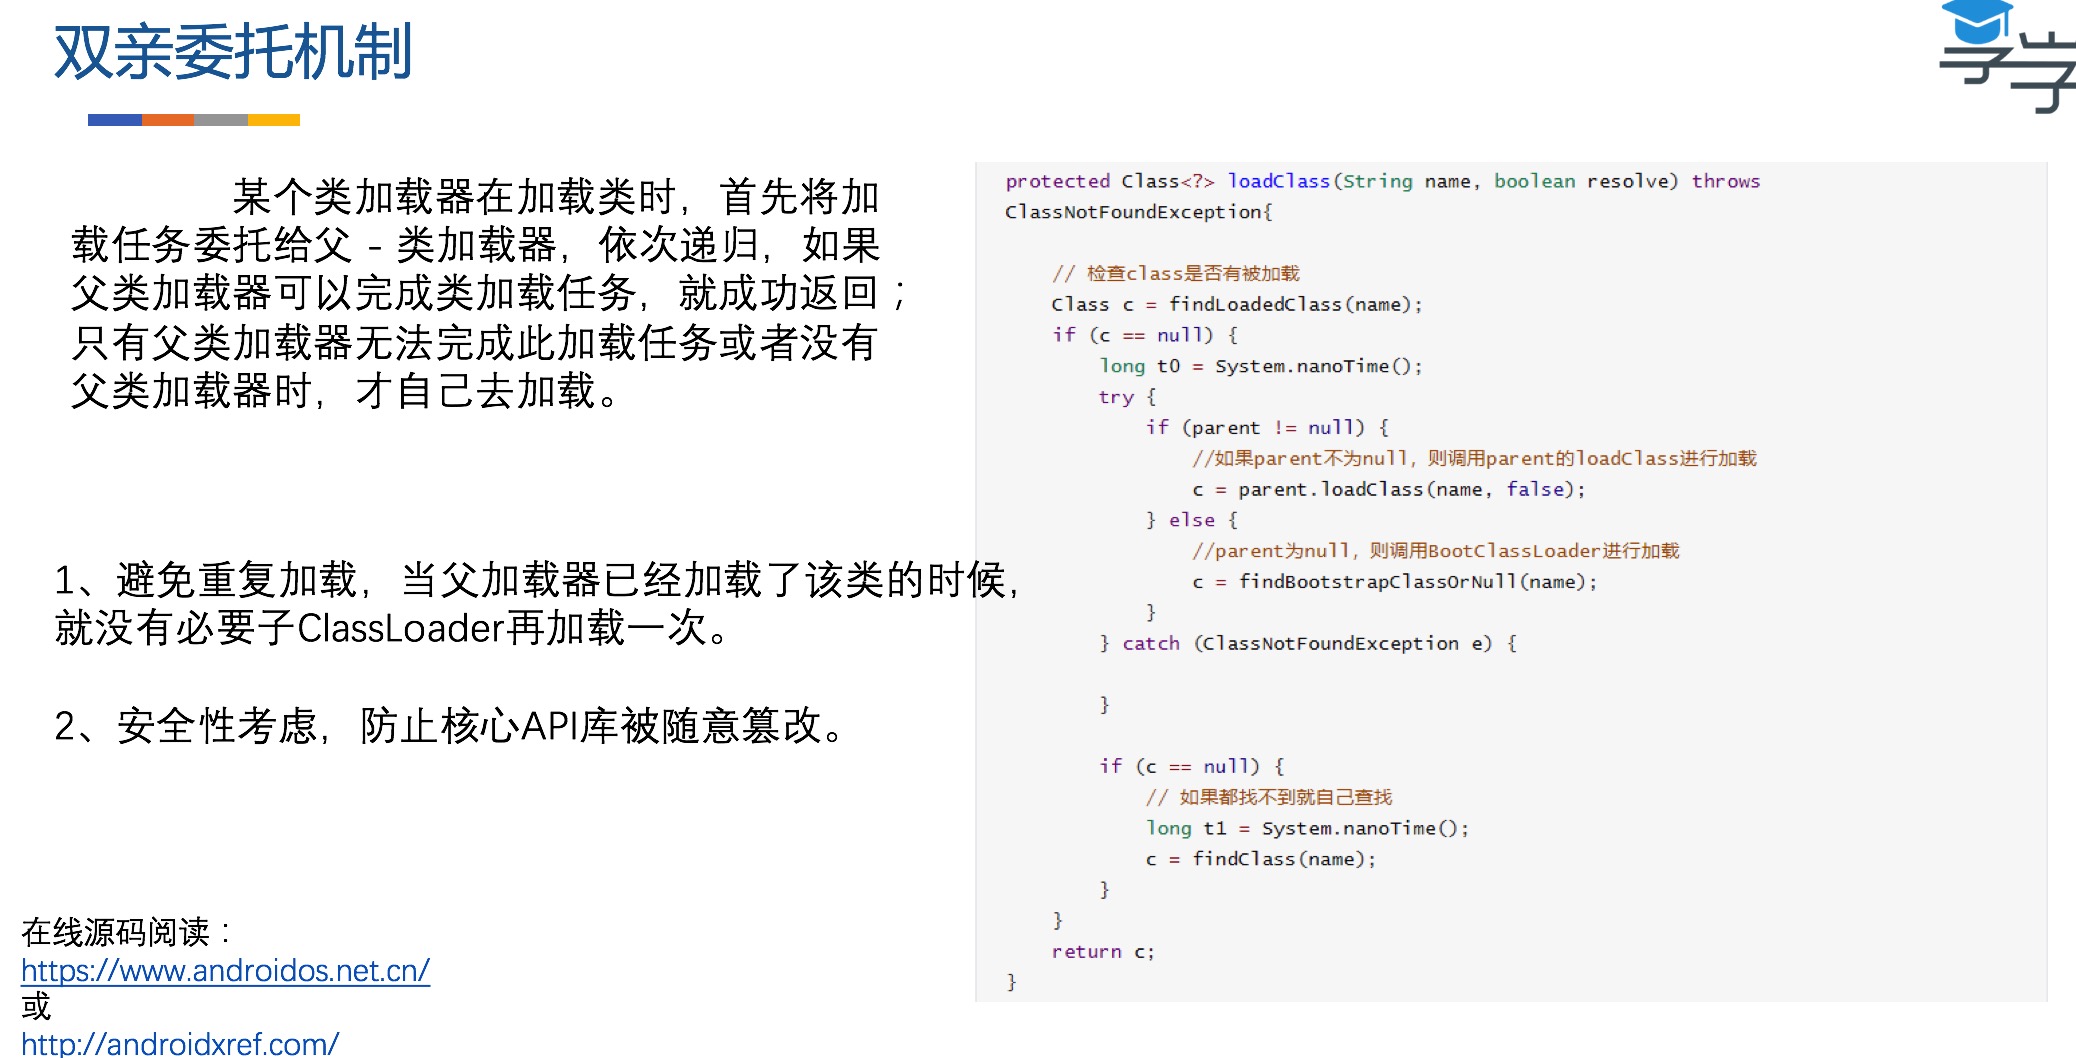 双亲委托机制
享学
某个类加载器在加载类时，首先将加
载任务委托给父 - 类加载器，依次递归，如果
父类加载器可以完成类加载任务，就成功返回；
只有父类加载器无法完成此加载任务或者没有
父类加载器时，才自己去加载。
1、避免重复加载，当父加载器已经加载了该类的时候，
就没有必要子ClassLoader再加载一次。
2、安全性考虑，防止核心API库被随意篡改。
在线源码阅读：
https://www.androidos.net.cn/
或
http://androidxref.com/
protected Class<?> loadClass(String name, boolean resolve) throws
ClassNotFoundException{
// 检查class是否有被加载
Class c = findLoadedClass(name);
if (c == null) {
long t0 = System.nanoTime();
try {
if (parent != null) {
//如果parent不为null，则调用parent的loadClass进行加载
c = parent.loadClass(name, false);
} else {
//parent为null，则调用BootClassLoader进行加载
c = findBootstrapClassOrNull(name);
}
} catch (ClassNotFoundException e) {
}
if (c == null) {
// 如果都找不到就自己查找
long t1 = System.nanoTime();
c = findClass(name);
}
}
return c;
}